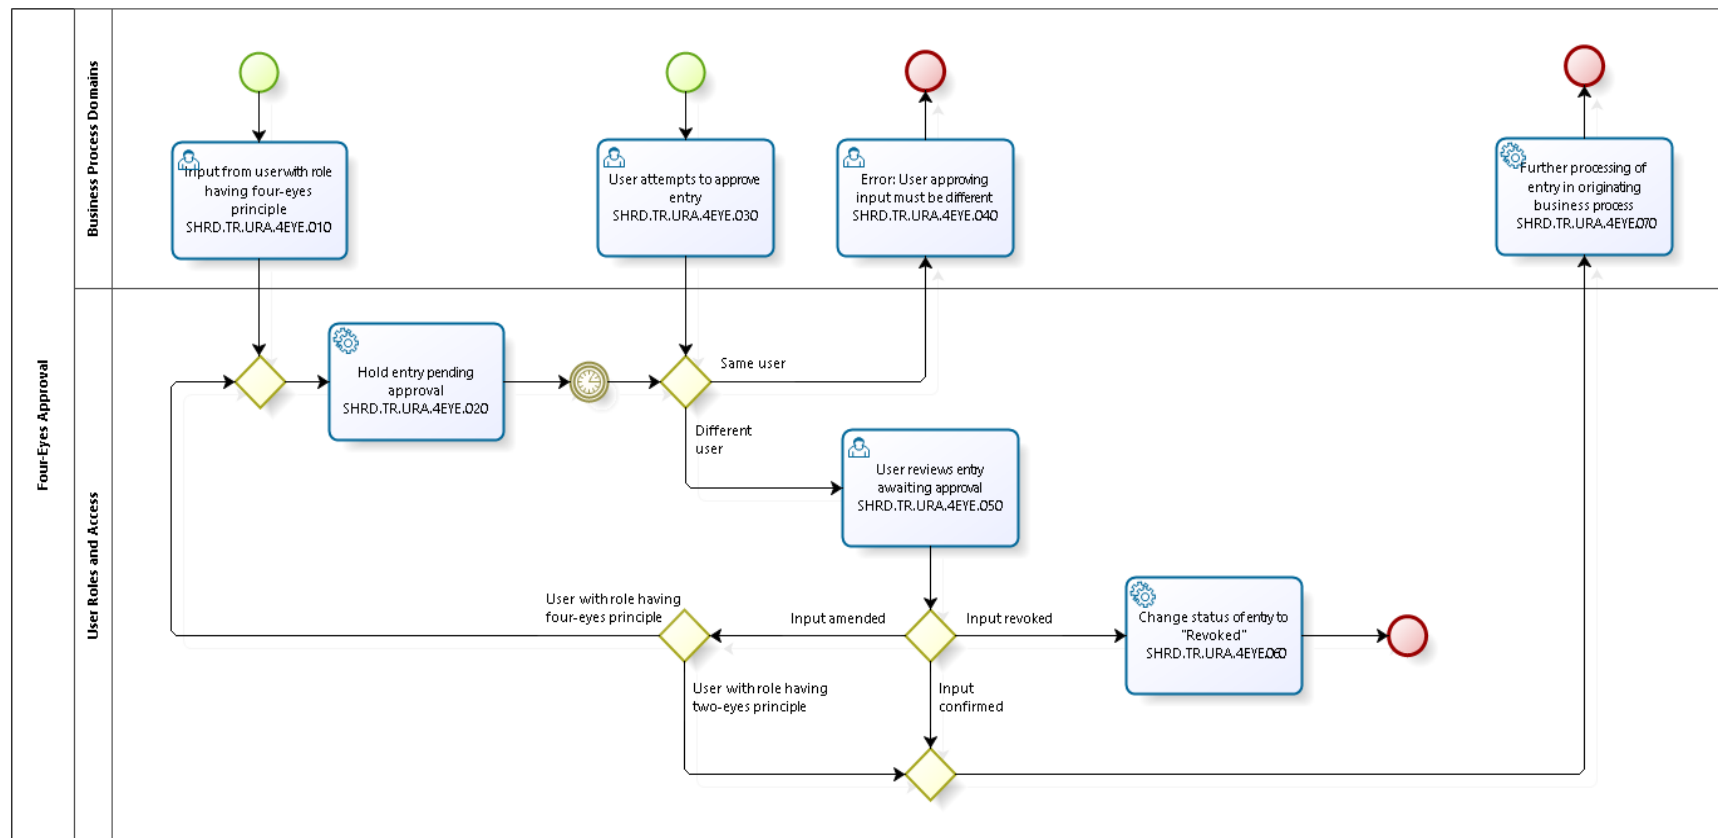 Four-Eyes Approval
Business Process Domains
User Roles and Access
Input from user with role
having four-eyes
principle
SHRD.TR.URA.4EYE.010
User attempts to approve
entry
SHRD.TR.URA.4EYE.030
Error: User approving
input must be different
SHRD.TR.URA.4EYE.040
Further processing of
entry in originating
business process
SHRD.TR.URA.4EYE.070
Hold entry pending
approval
SHRD.TR.URA.4EYE.020
Same user
Different
user
User reviews entry
awaiting approval
SHRD.TR.URA.4EYE.050
User with role having
four-eyes principle
Input amended
Input revoked
Change status of entry to
"Revoked"
SHRD.TR.URA.4EYE.060
User with role having
two-eyes principle
Input
confirmed